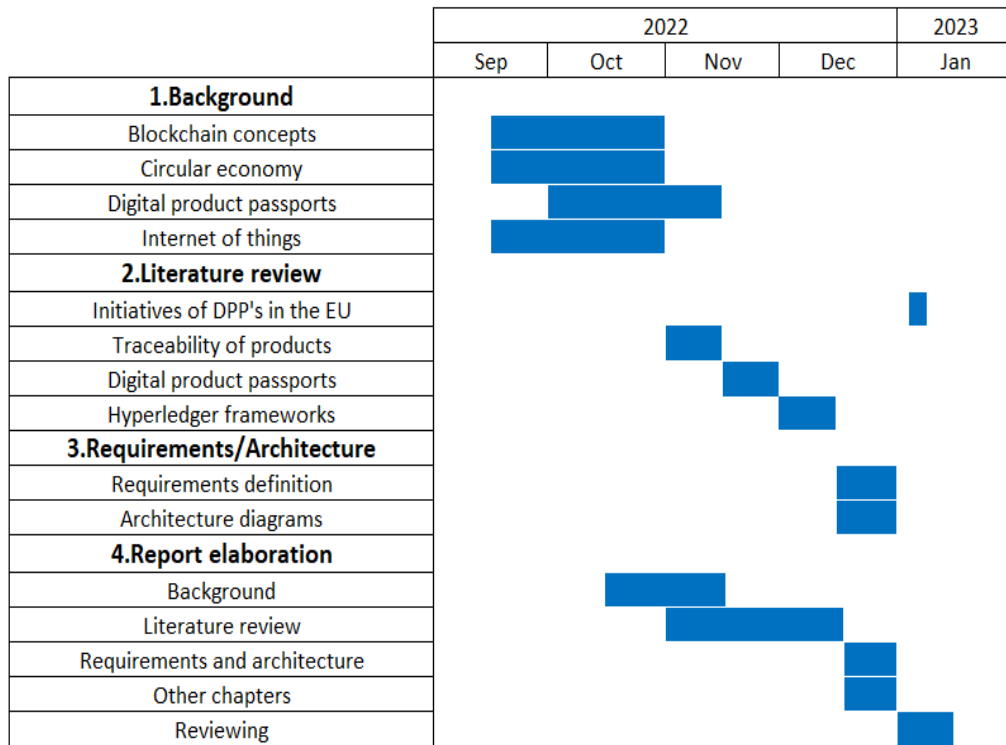 2022 2023
Sep Oct Nov Dec Jan
1.Background
Blockchain concepts
Circular economy
Digital product passports
Internet of things
2.Literature review
Initiatives of DPP's in the EU
Traceability of products
Digital product passports
Hyperledger frameworks
3.Requirements/Architecture
Requirements definition
Architecture diagrams
4.Report elaboration
Background
Literature review
Requirements and architecture
Other chapters
Reviewing